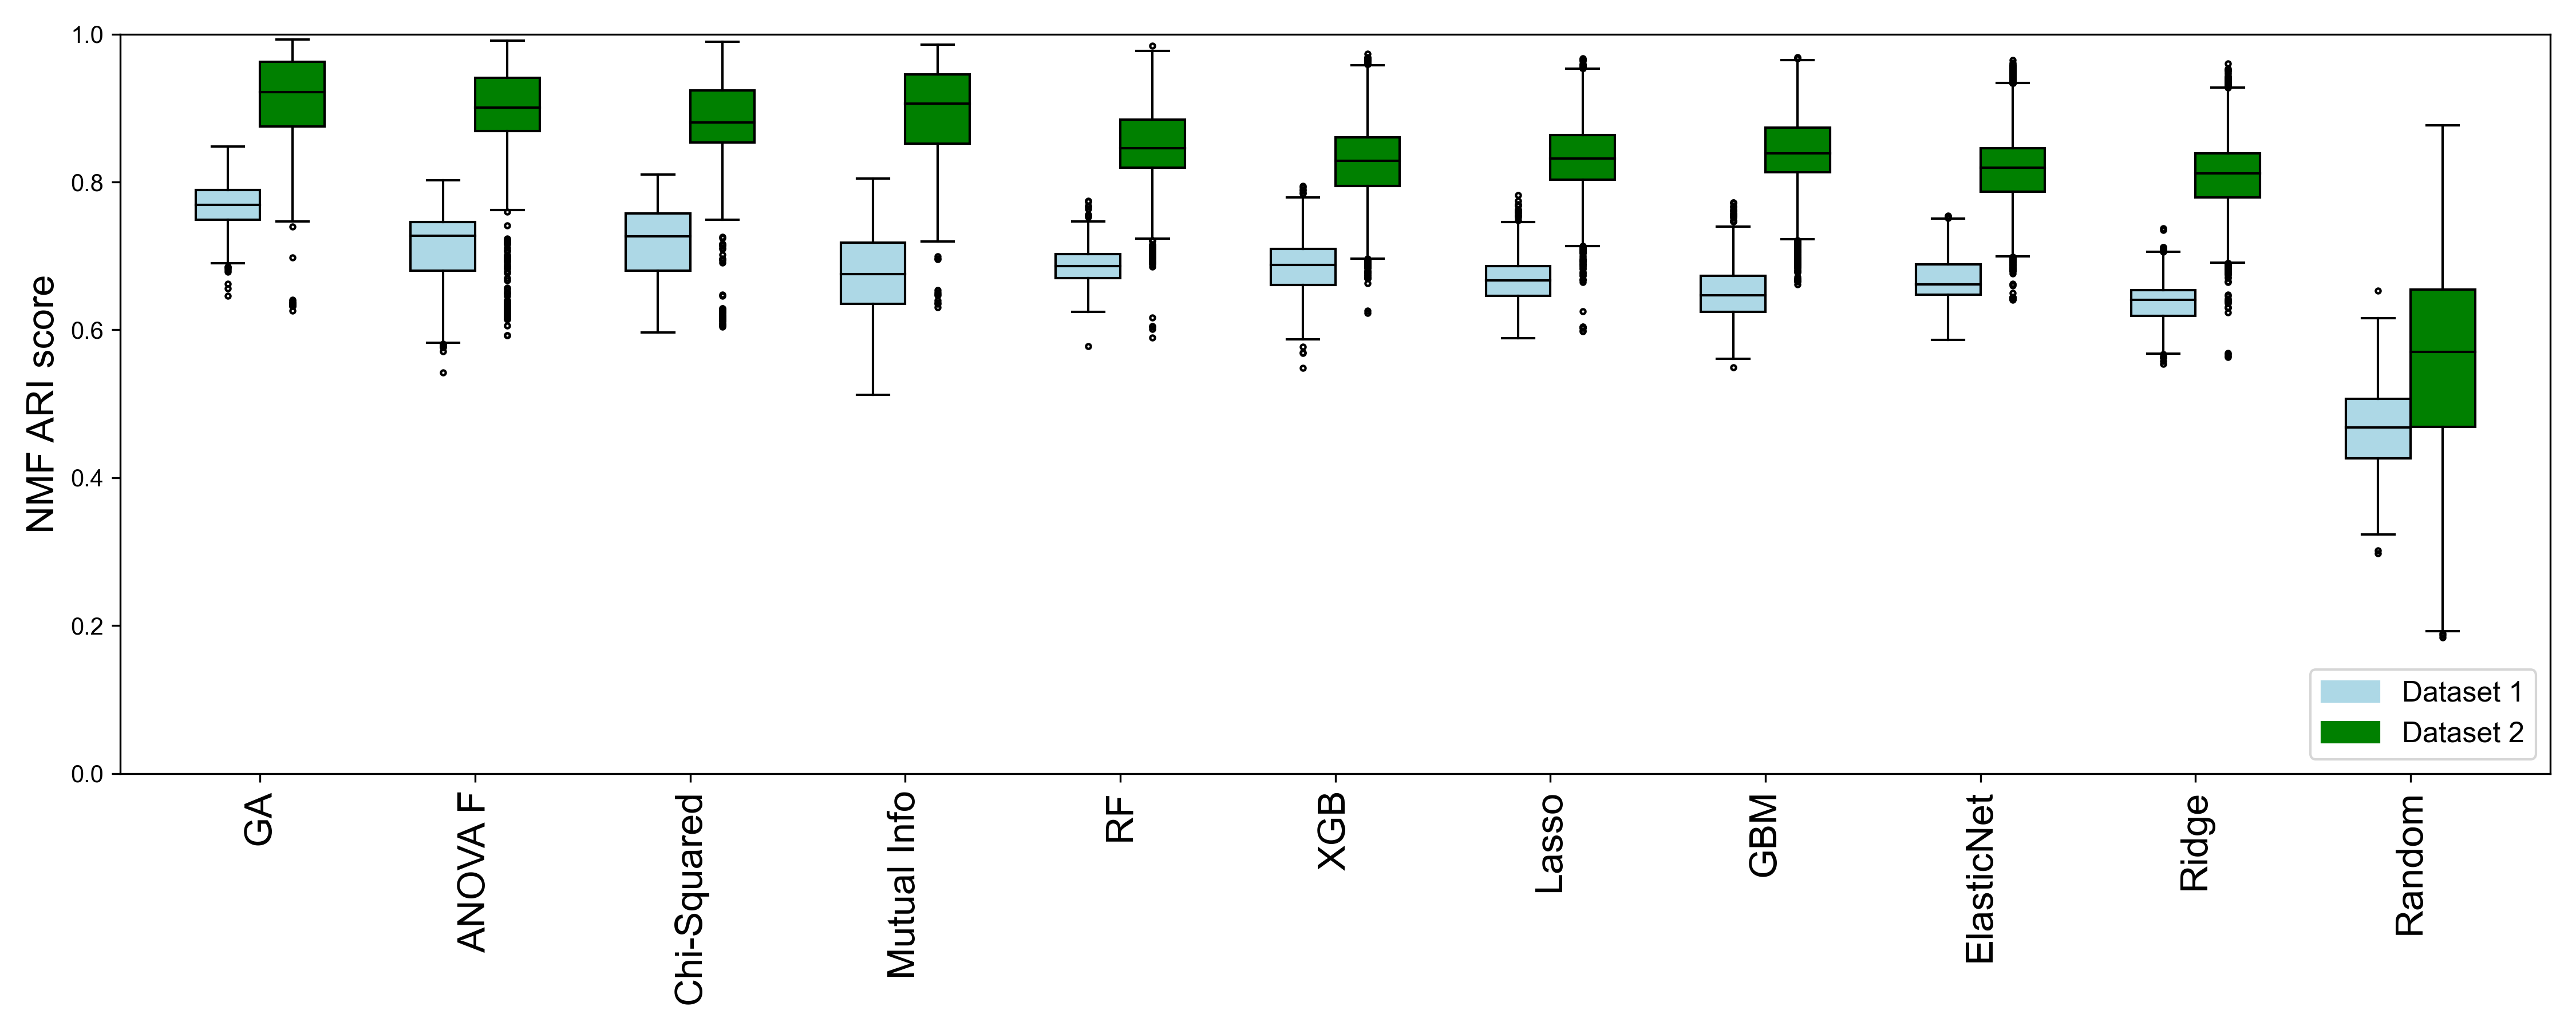 NMF ARI score
1.0
0.8
0.6
0.4
0.2
0.0
GA
ANOVA F
Chi-Squared
Mutual Info
RF
XGB
Lasso
GBM
ElasticNet
Ridge
Random
Dataset 1
Dataset 2